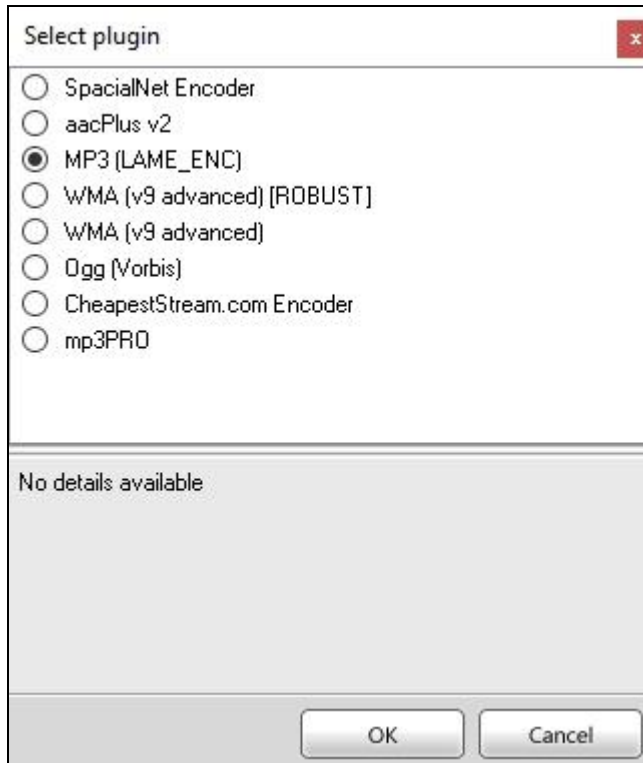 Select plugin
x
SpacialNet Encoder
aacPlus v2
MP3 (LAME_ENC)
WMA (v9 advanced) [ROBUST]
WMA (v9 advanced)
Ogg (Vorbis)
CheapestStream.com Encoder
mp3PRO
No details available
OK Cancel